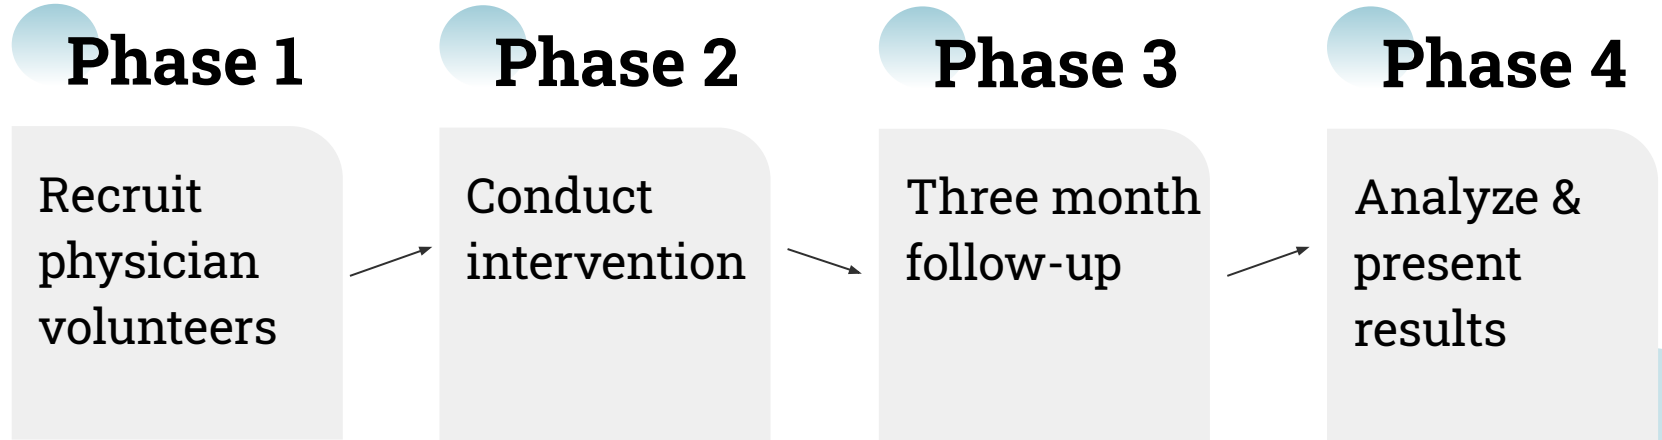 Phase 1
Recruit
physician
volunteers
Phase 2
Conduct
intervention
Phase 3
Three month
follow-up
Phase 4
Analyze &
present
results